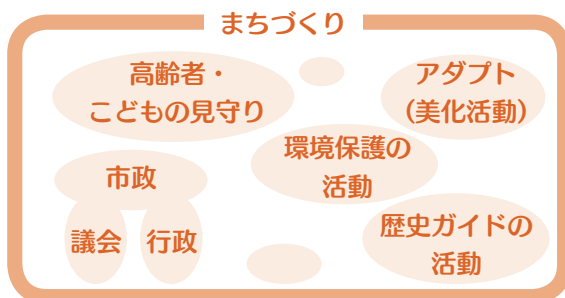 まちづくり
高齢者・
こどもの見守り
アダプト
(美化活動)
環境保護の
活動
市政
議会
行政
歴史ガイドの
活動